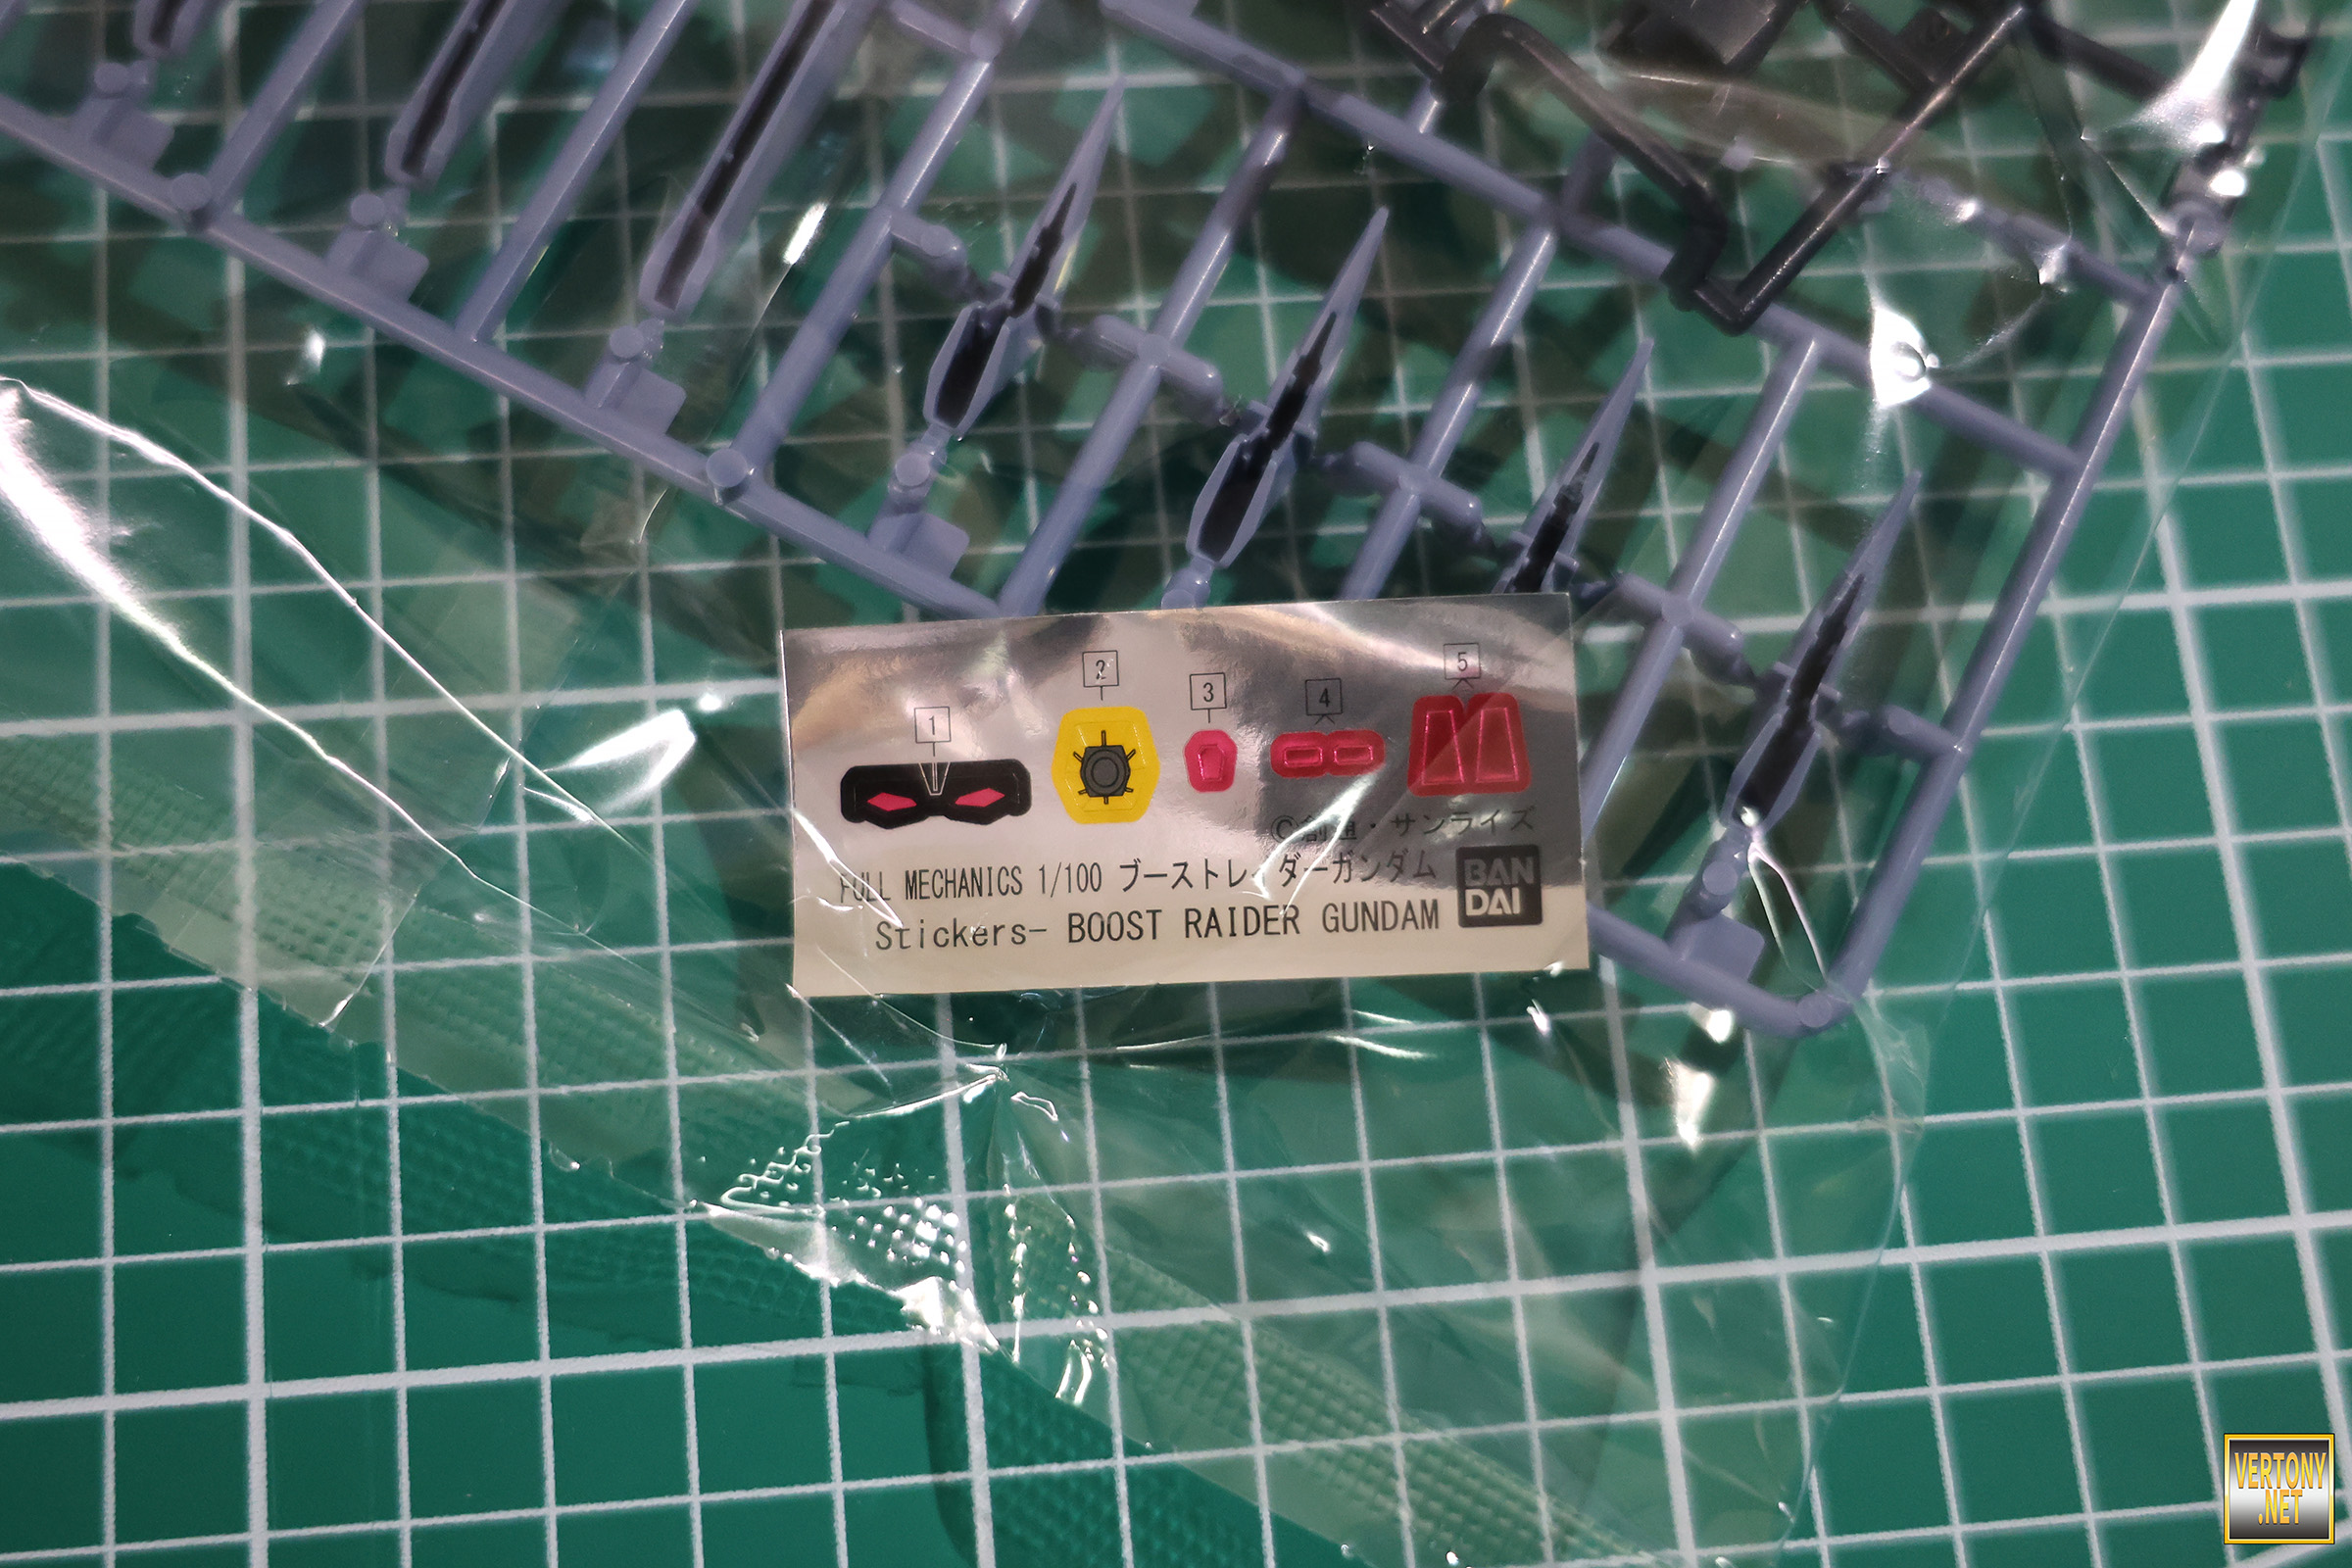 1
2
3
4
5
©創通・サンライズ
FULL MECHANICS 1/100 ブーストレイダーガンダム
Stickers- BOOST RAIDER GUNDAM
BAN
DAI
VERTONY
.NET